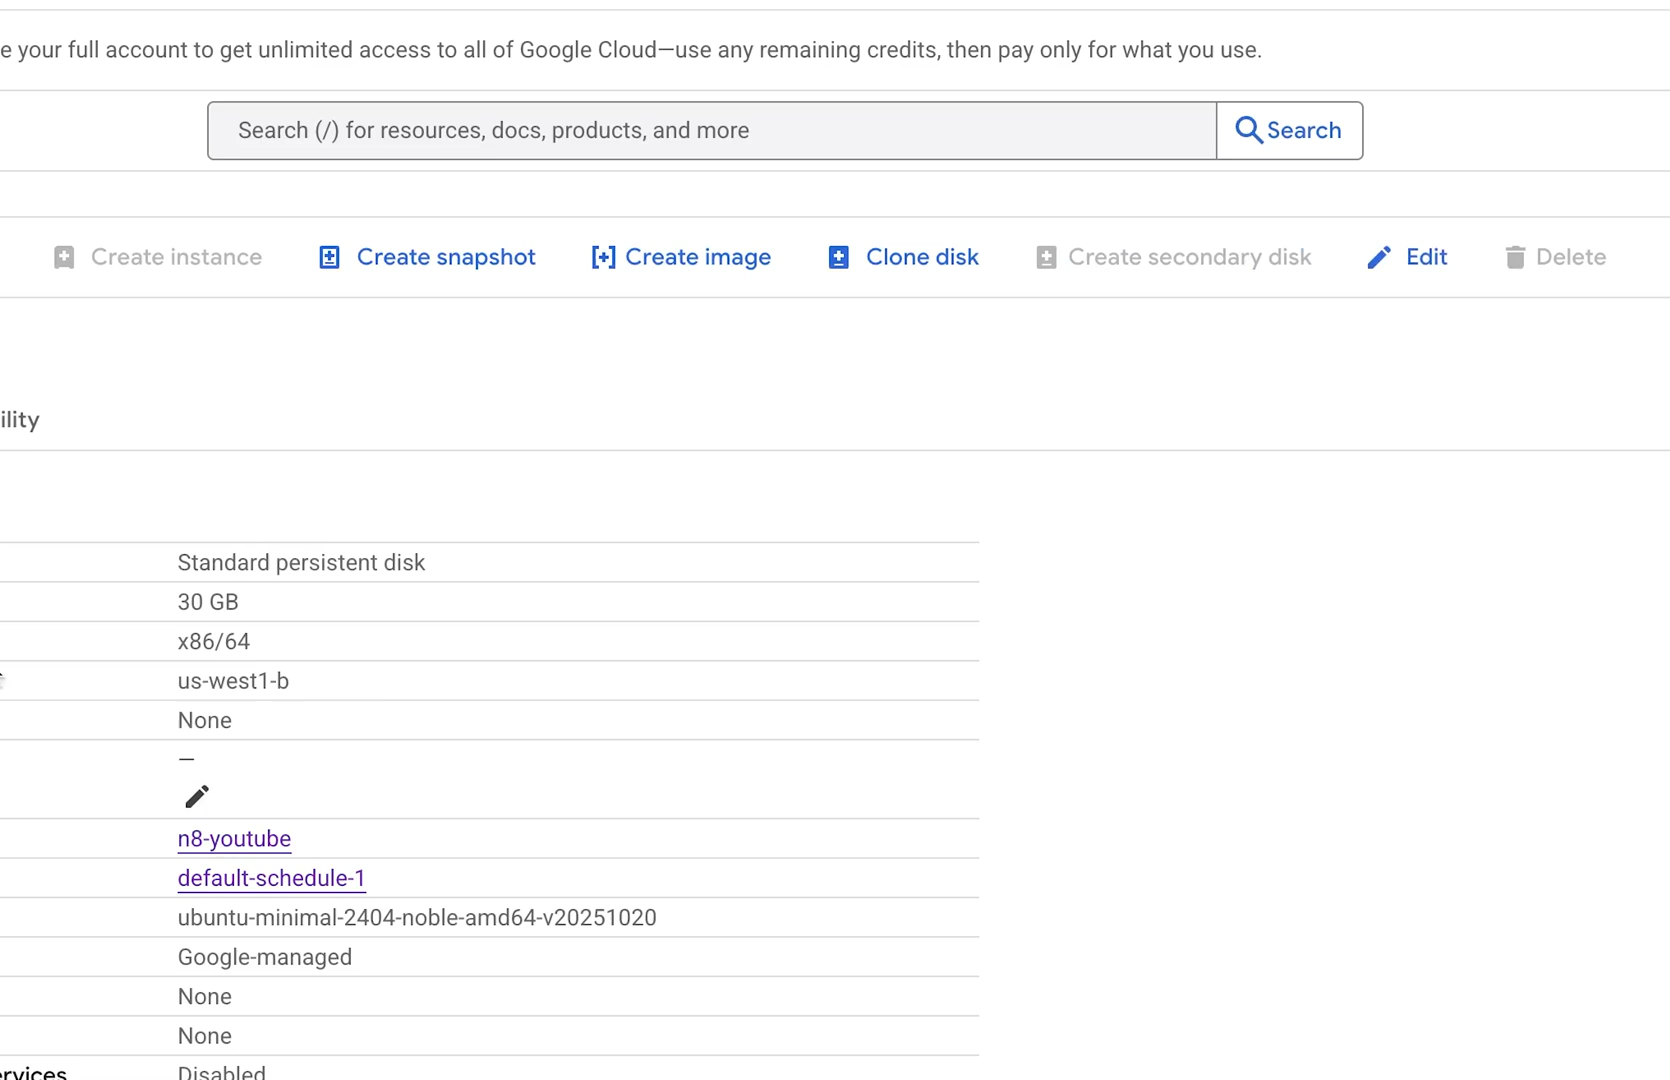 e your full account to get unlimited access to all of Google Cloud—use any remaining credits, then pay only for what you use.
Search (/) for resources, docs, products, and more
Search
Create instance
Create snapshot
Create image
Clone disk
Create secondary disk
Edit
Delete
ility
Standard persistent disk
30 GB
x86/64
us-west1-b
None
—
n8-youtube
default-schedule-1
ubuntu-minimal-2404-noble-amd64-v20251020
Google-managed
None
None
ervices Disabled